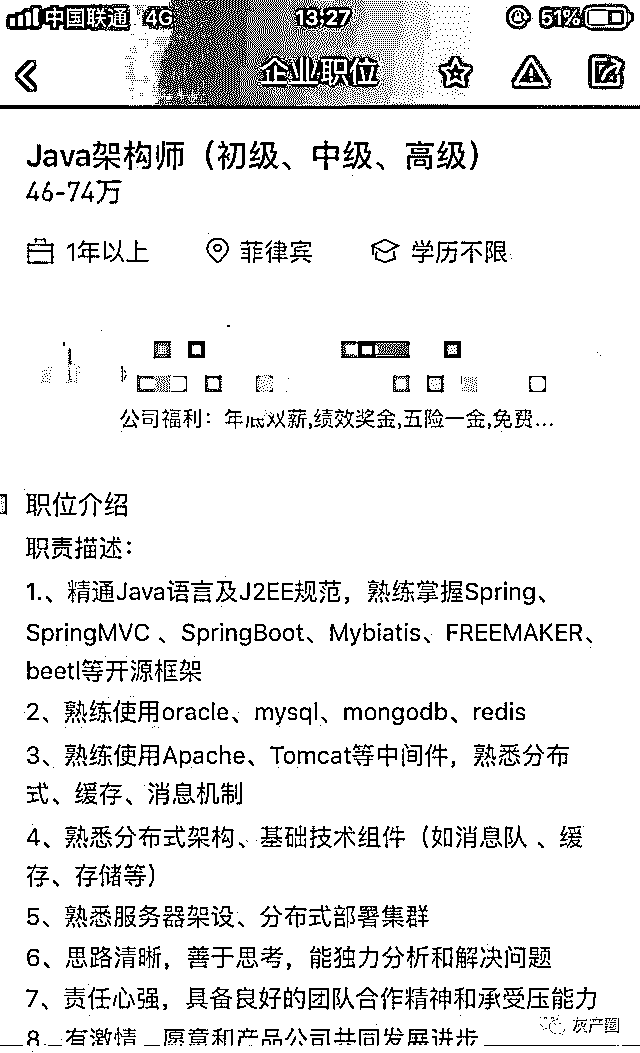 中国联通 4G 13:27 51%
企业职位
Java架构师（初级、中级、高级）
46-74万
1年以上 菲律宾 学历不限
公司福利：年底双薪,绩效奖金,五险一金,免费...
职位介绍
职责描述：
1.、精通Java语言及J2EE规范，熟练掌握Spring、
SpringMVC 、SpringBoot、Mybiatis、FREEMAKER、
beetl等开源框架
2、熟练使用oracle、mysql、mongodb、redis
3、熟练使用Apache、Tomcat等中间件，熟悉分布
式、缓存、消息机制
4、熟悉分布式架构、基础技术组件（如消息队 、缓
存、存储等）
5、熟悉服务器架设、分布式部署集群
6、思路清晰，善于思考，能独力分析和解决问题
7、责任心强，具备良好的团队合作精神和承受压能力
8、有激情，愿意和产品公司共同发展进步
灰产圈